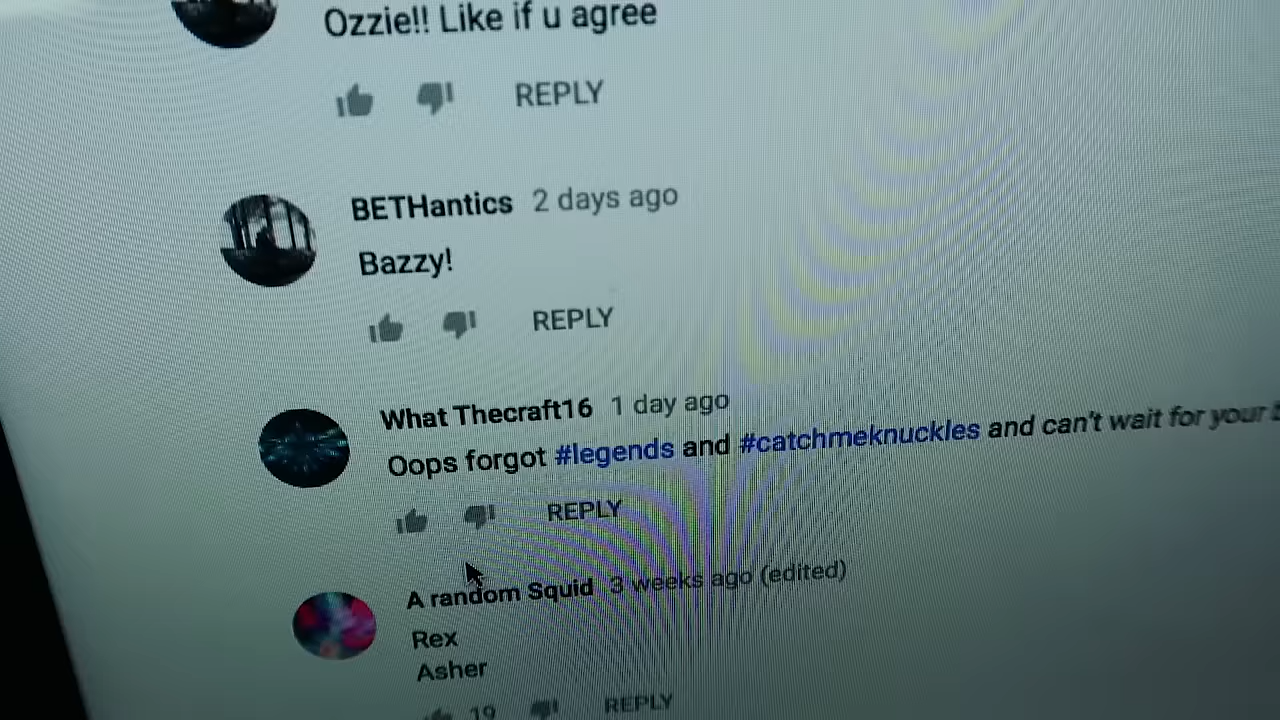 Ozzie!! Like if u agree
REPLY
BETHantics 2 days ago
Bazzy!
REPLY
What Thecraft16 1 day ago
Oops forgot #legends and #catchmeknuckles and can't wait for your
REPLY
A random Squid 3 weeks ago (edited)
Rex
Asher
19 REPLY